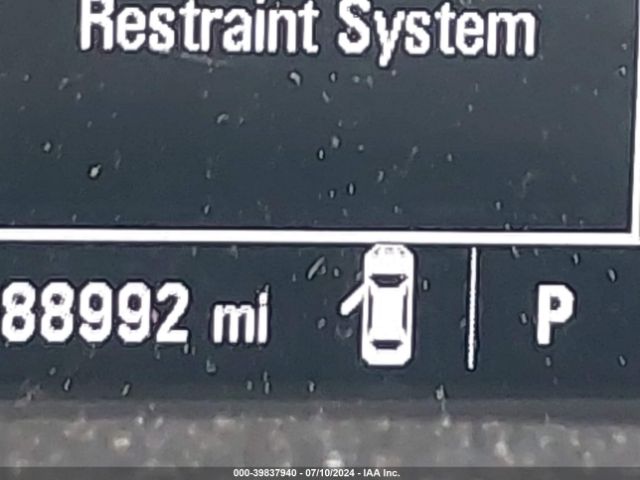 Restraint System
88992 mi P
000-39837940 - 07/10/2024 - IAA Inc.